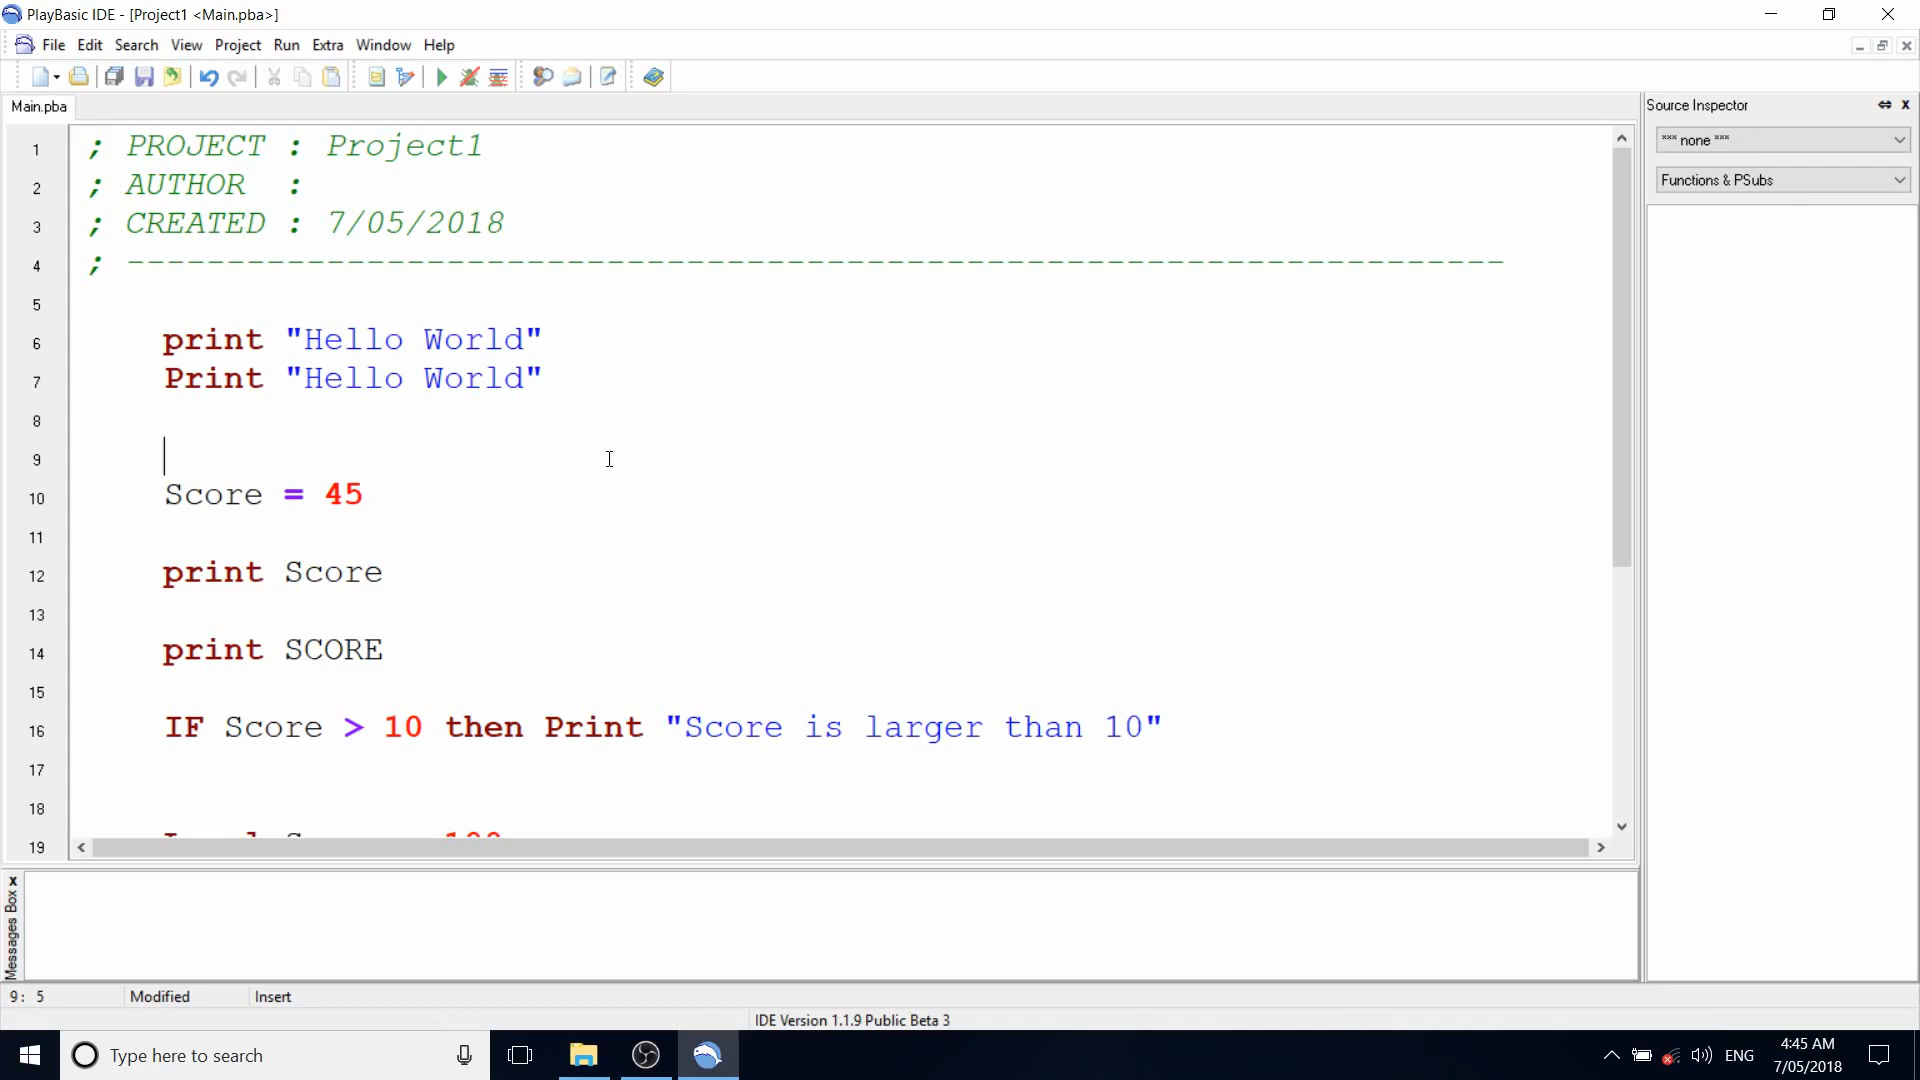 PlayBasic IDE - [Project1 <Main.pba>]
File Edit Search View Project Run Extra Window Help
Main.pba
Source Inspector
*** none ***
Functions & PSubs
1 ; PROJECT : Project1
2 ; AUTHOR :
3 ; CREATED : 7/05/2018
4 ; ---------------------------------------------------------------------
5
6 print "Hello World"
7 Print "Hello World"
8
9
10 Score = 45
11
12 print Score
13
14 print SCORE
15
16 IF Score > 10 then Print "Score is larger than 10"
17
18
19
Messages Box
9: 5 Modified Insert
IDE Version 1.1.9 Public Beta 3
Type here to search
ENG
4:45 AM
7/05/2018